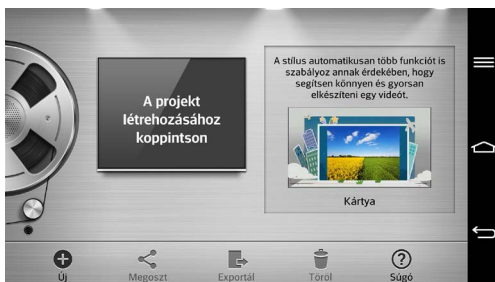 A projekt
létrehozásához
koppintson
A stílus automatikusan több funkciót is
szabályoz annak érdekében, hogy
segítsen könnyen és gyorsan
elkészíteni egy videót.
Kártya
Új
Megoszt
Exportál
Töröl
Súgó